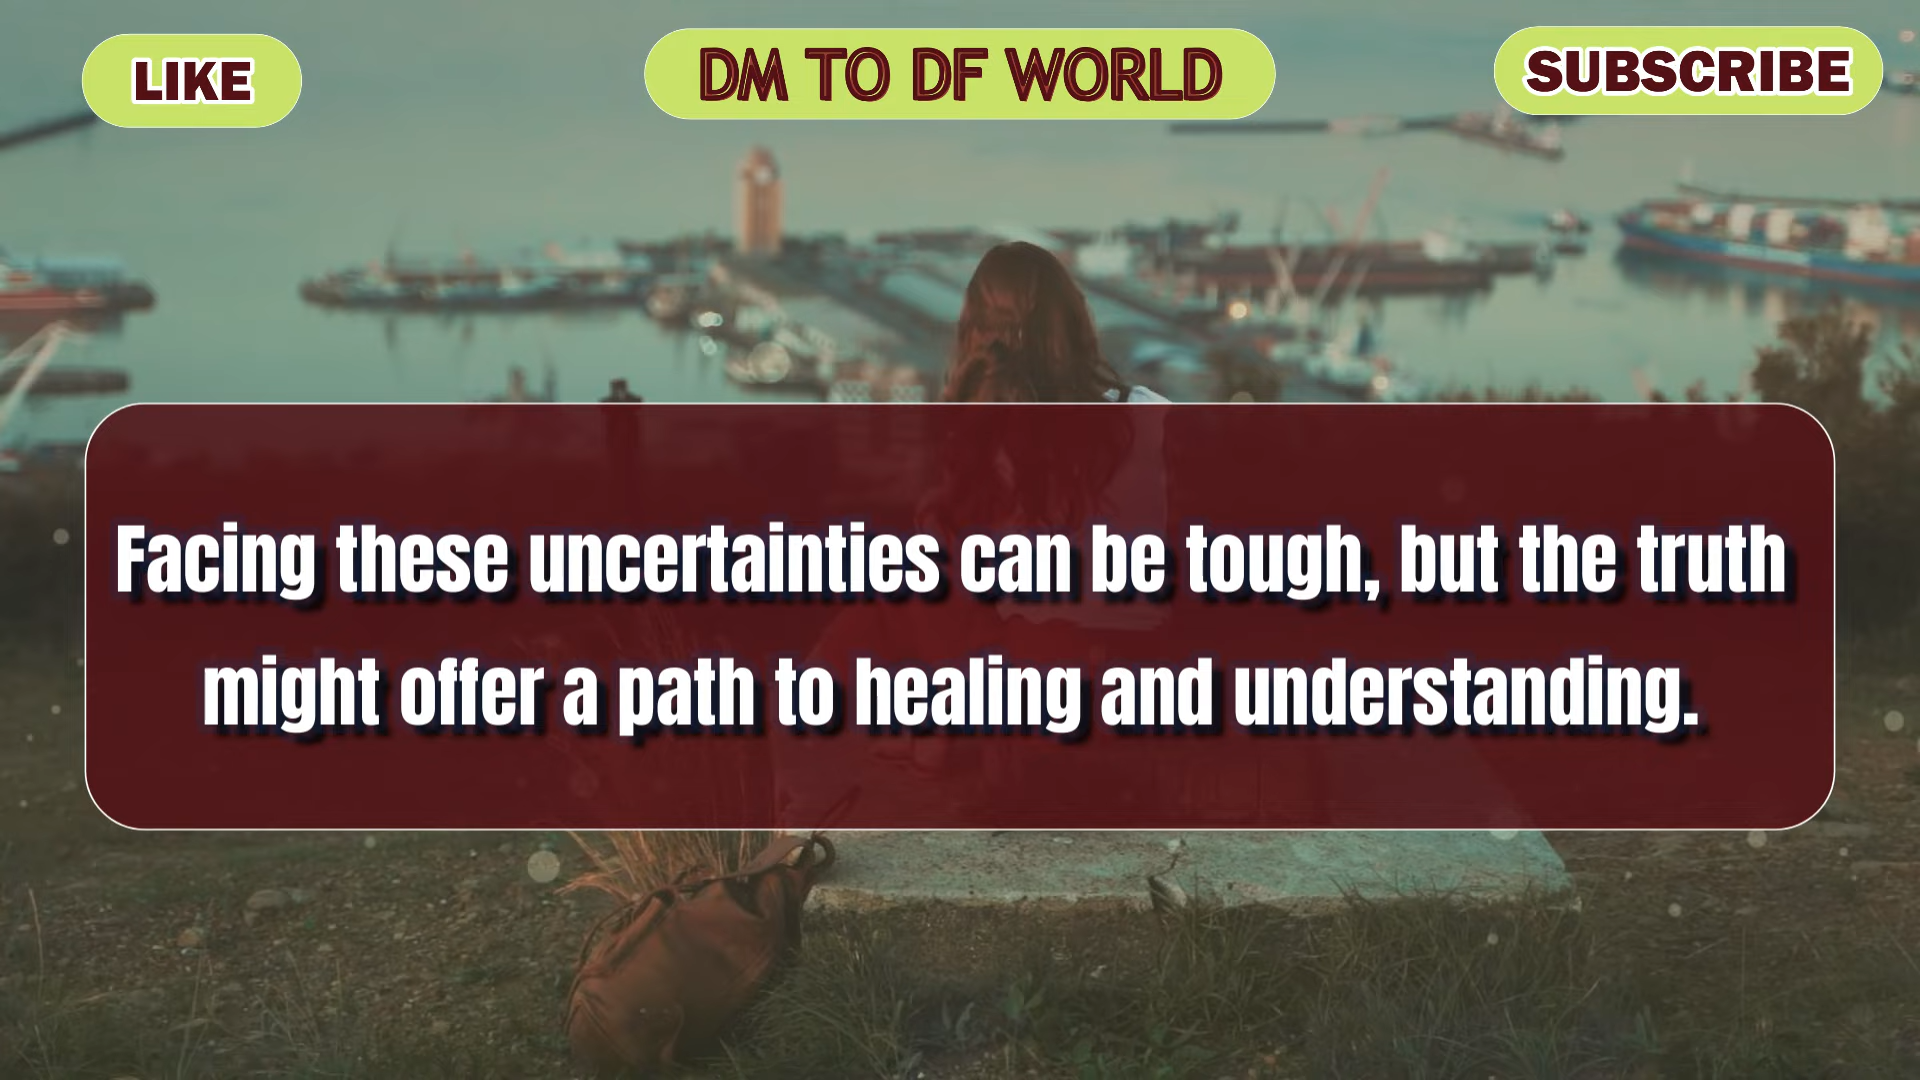 LIKE
DM TO DF WORLD
SUBSCRIBE
Facing these uncertainties can be tough, but the truth
might offer a path to healing and understanding.